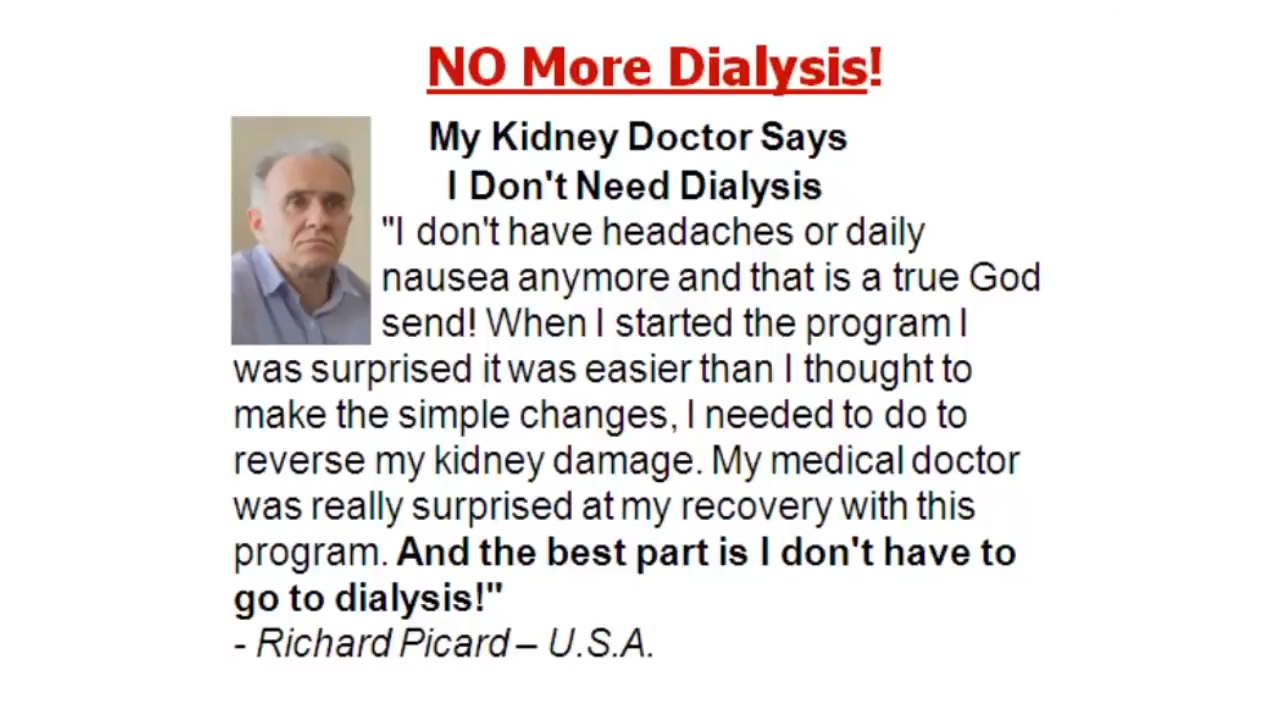 NO More Dialysis!
My Kidney Doctor Says
I Don't Need Dialysis
"I don't have headaches or daily
nausea anymore and that is a true God
send! When I started the program I
was surprised it was easier than I thought to
make the simple changes, I needed to do to
reverse my kidney damage. My medical doctor
was really surprised at my recovery with this
program. And the best part is I don't have to
go to dialysis!"
- Richard Picard – U.S.A.